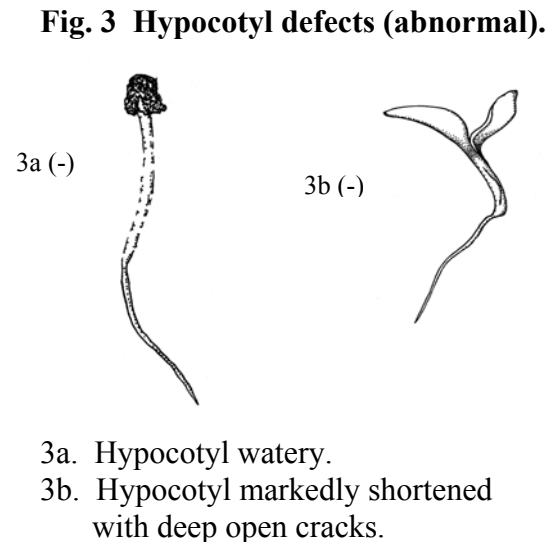 Fig. 3  Hypocotyl defects (abnormal).
3a (-)
3b (-)
3a.  Hypocotyl watery.
3b.  Hypocotyl markedly shortened
with deep open cracks.